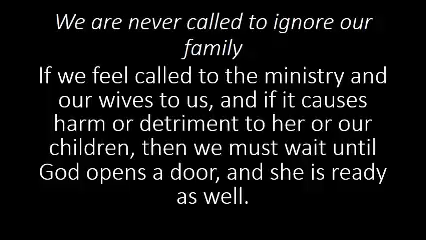 We are never called to ignore our
family
If we feel called to the ministry and
our wives to us, and if it causes
harm or detriment to her or our
children, then we must wait until
God opens a door, and she is ready
as well.